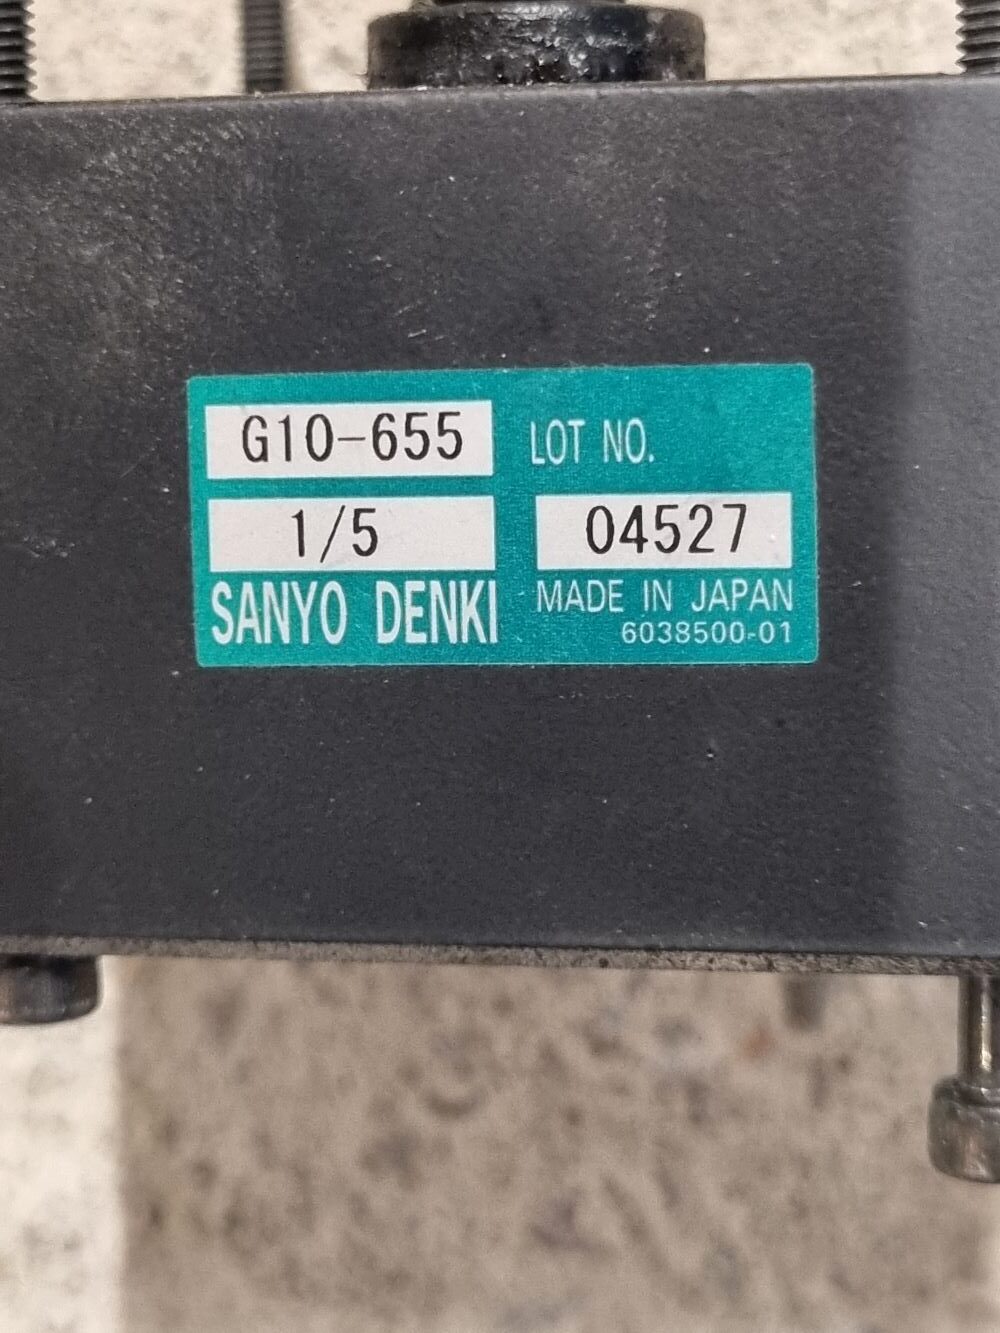 G10-655
LOT NO.
1/5
04527
SANYO DENKI
MADE IN JAPAN
6038500-01